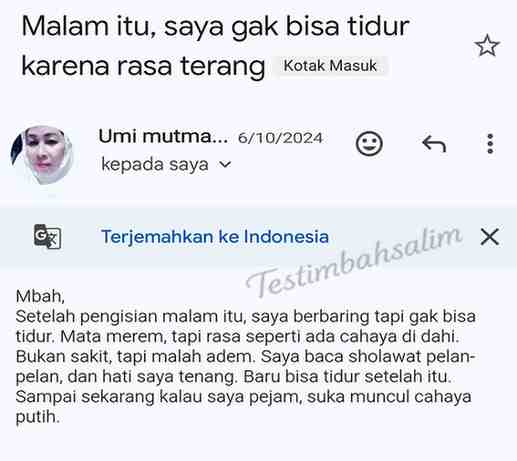 Malam itu, saya gak bisa tidur
karena rasa terang Kotak Masuk
Umi mutma... 6/10/2024
kepada saya
Terjemahkan ke Indonesia
Testimbahsalim
Mbah,
Setelah pengisian malam itu, saya berbaring tapi gak bisa
tidur. Mata merem, tapi rasa seperti ada cahaya di dahi.
Bukan sakit, tapi malah adem. Saya baca sholawat pelan-
pelan, dan hati saya tenang. Baru bisa tidur setelah itu.
Sampai sekarang kalau saya pejam, suka muncul cahaya
putih.